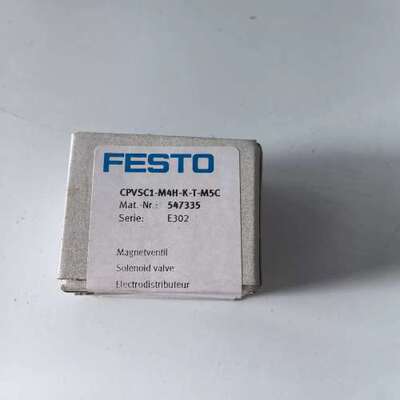 FESTO
CPVSC1-M4H-K-T-M5C
Mat.-Nr.: 547335
Serie: E302
Magnetventil
Solenoid valve
Electrodistributeur